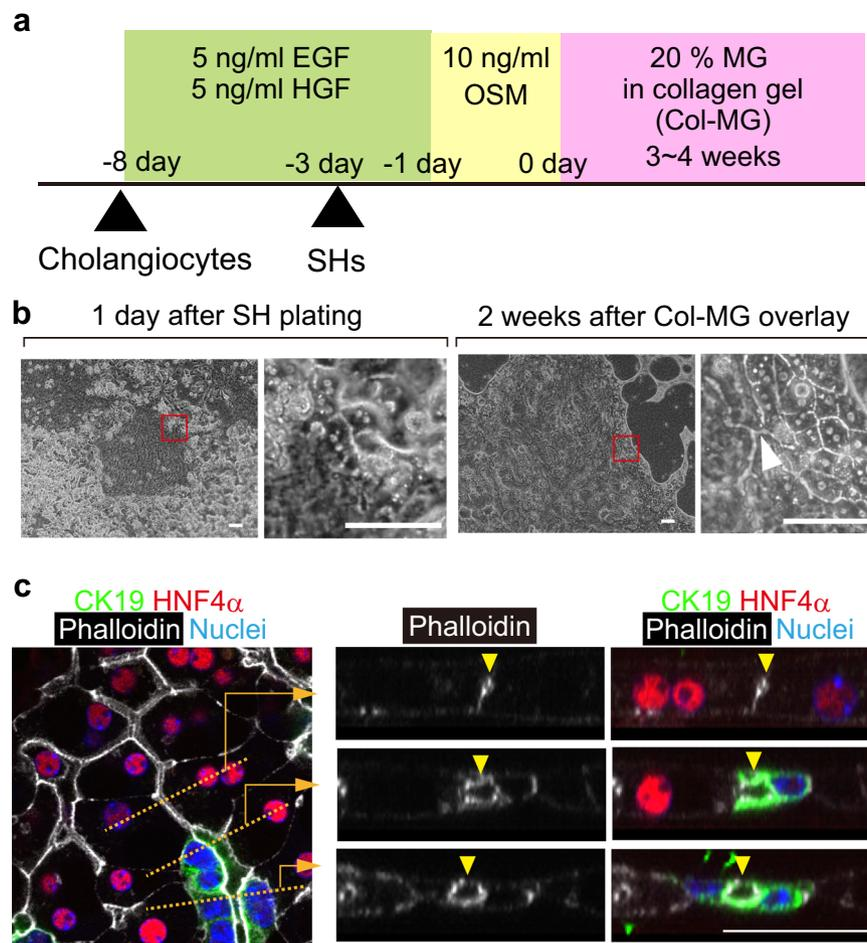 a
5 ng/ml EGF
5 ng/ml HGF
10 ng/ml
OSM
20 % MG
in collagen gel
(Col-MG)
3~4 weeks
-8 day
-3 day
-1 day
0 day
Cholangiocytes
SHs
b
1 day after SH plating
2 weeks after Col-MG overlay
c
CK19 HNF4α
Phalloidin Nuclei
Phalloidin
CK19 HNF4α
Phalloidin Nuclei